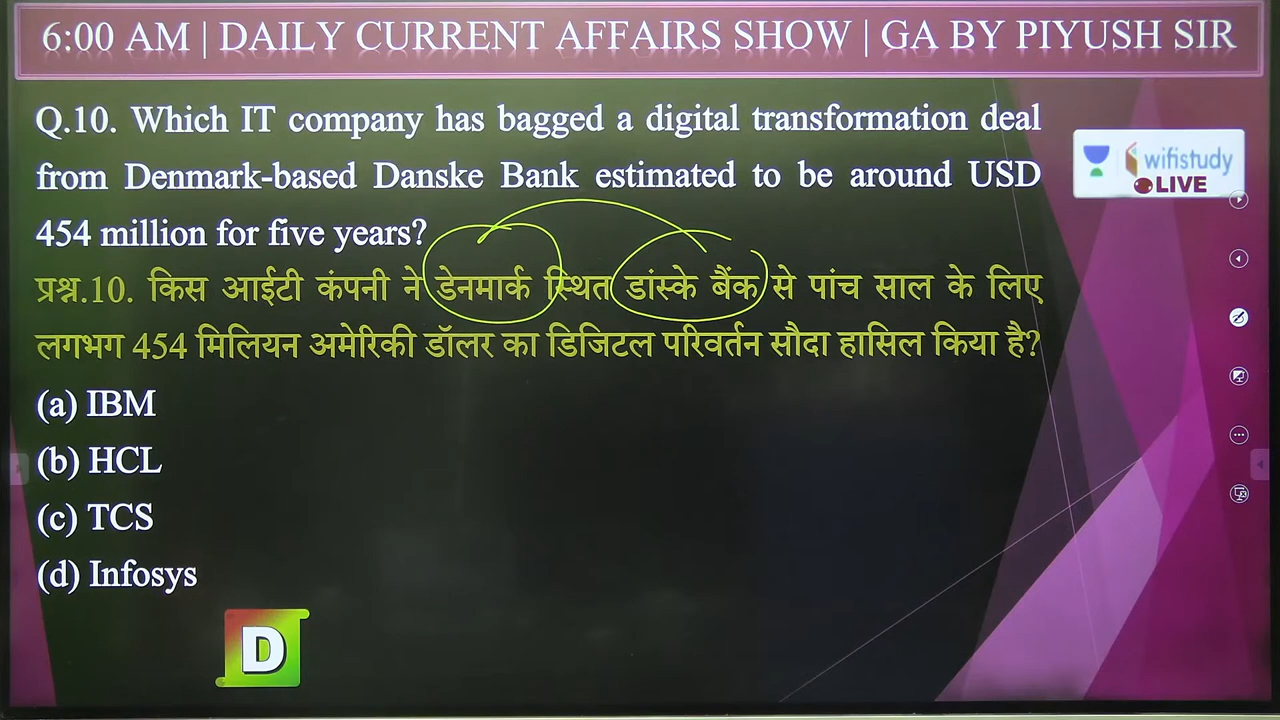 6:00 AM | DAILY CURRENT AFFAIRS SHOW | GA BY PIYUSH SIR
Q.10. Which IT company has bagged a digital transformation deal
from Denmark-based Danske Bank estimated to be around USD
454 million for five years?
प्रश्न.10. किस आईटी कंपनी ने डेनमार्क स्थित डांस्के बैंक से पांच साल के लिए
लगभग 454 मिलियन अमेरिकी डॉलर का डिजिटल परिवर्तन सौदा हासिल किया है?
(a) IBM
(b) HCL
(c) TCS
(d) Infosys
D
wifistudy
LIVE